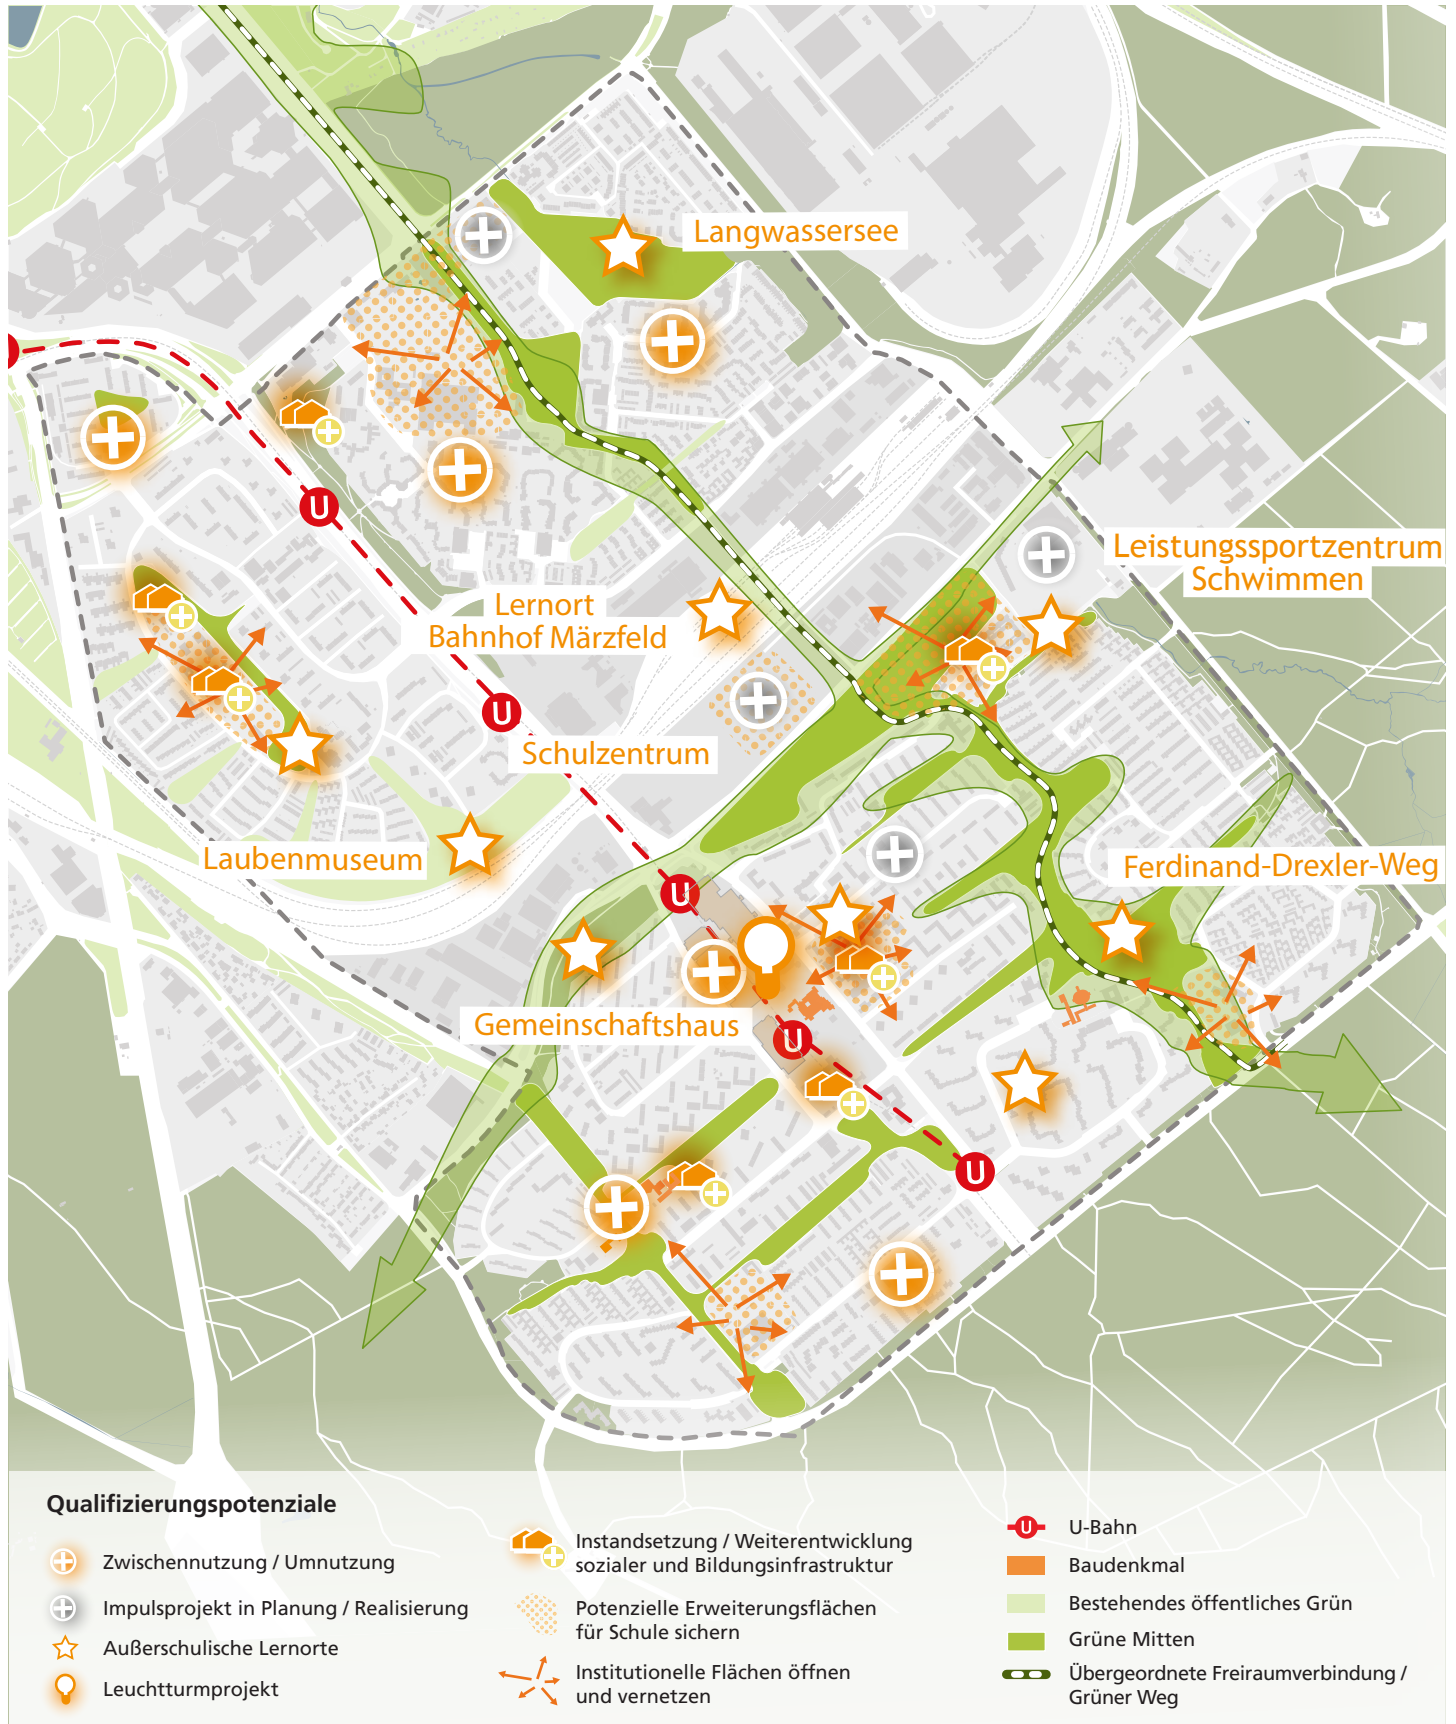 Langwassersee
Leistungssportzentrum
Schwimmen
Lernort
Bahnhof Märzfeld
U
U
Schulzentrum
Laubenmuseum
Ferdinand-Drexler-Weg
U
Gemeinschaftshaus
U
U
Qualifizierungspotenziale
Zwischennutzung / Umnutzung
Impulsprojekt in Planung / Realisierung
Außerschulische Lernorte
Leuchtturmprojekt
Instandsetzung / Weiterentwicklung
sozialer und Bildungsinfrastruktur
Potenzielle Erweiterungsflächen
für Schule sichern
Institutionelle Flächen öffnen
und vernetzen
U U-Bahn
Baudenkmal
Bestehendes öffentliches Grün
Grüne Mitten
Übergeordnete Freiraumverbindung /
Grüner Weg